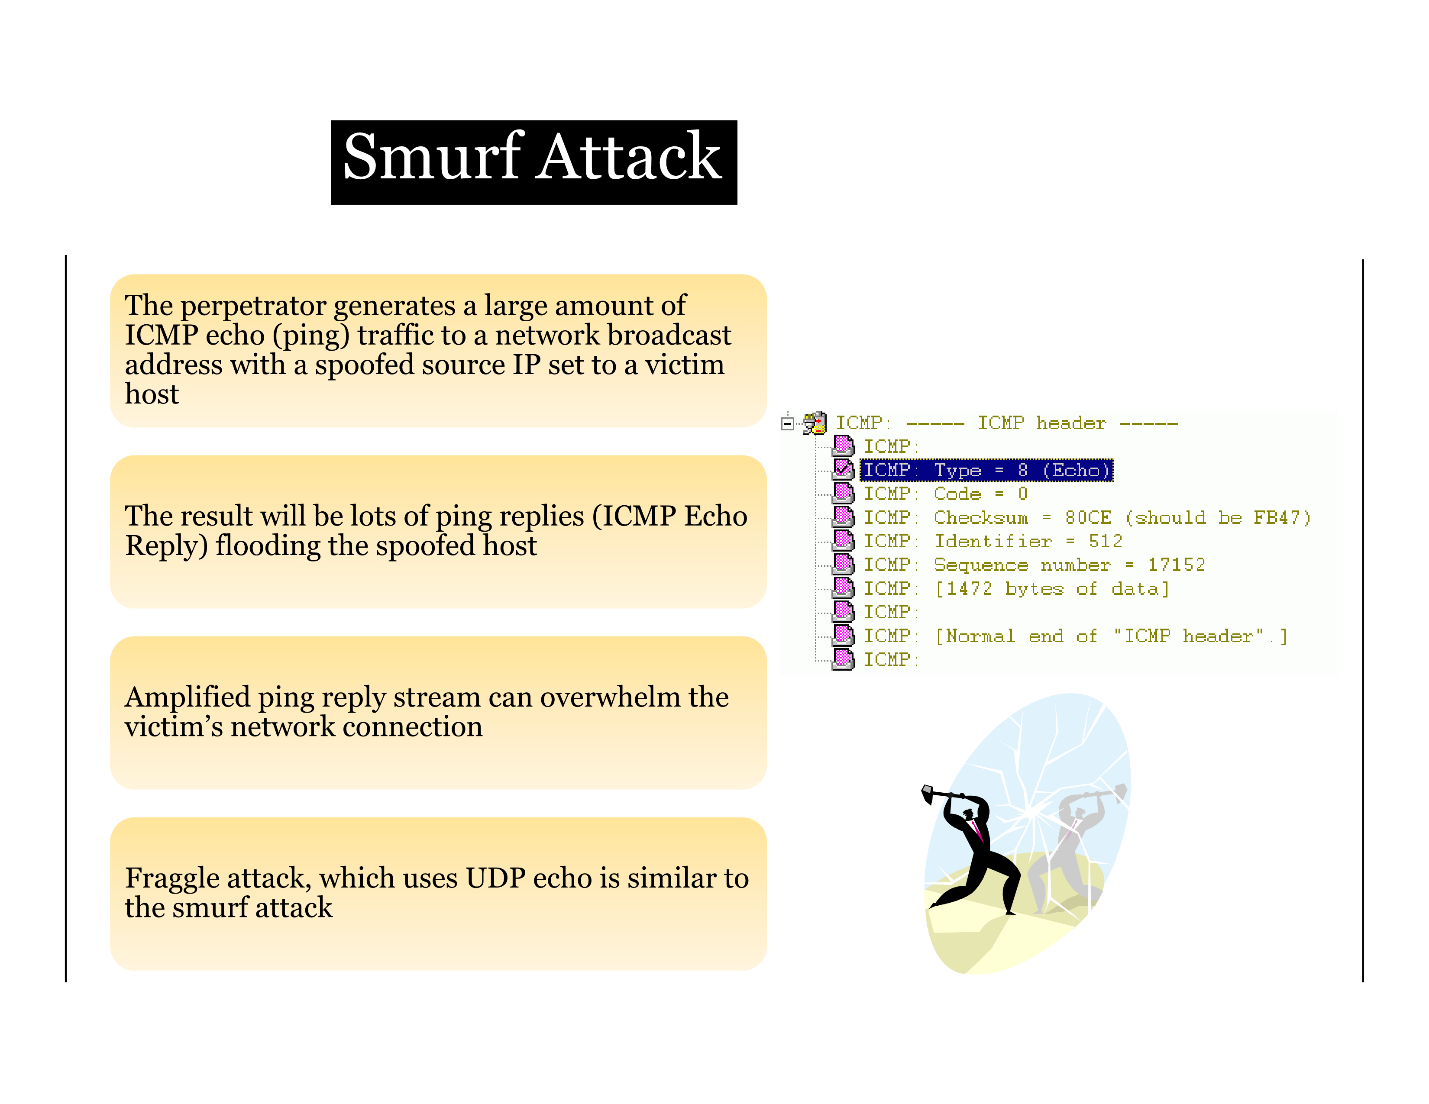 Smurf Attack
The perpetrator generates a large amount of
ICMP echo (ping) traffic to a network broadcast
address with a spoofed source IP set to a victim
host
The result will be lots of ping replies (ICMP Echo
Reply) flooding the spoofed host
Amplified ping reply stream can overwhelm the
victim’s network connection
Fraggle attack, which uses UDP echo is similar to
the smurf attack
ICMP: ----- ICMP header -----
ICMP:
ICMP: Type = 8 (Echo)
ICMP: Code = 0
ICMP: Checksum = 80CE (should be FB47)
ICMP: Identifier = 512
ICMP: Sequence number = 17152
ICMP: [1472 bytes of data]
ICMP:
ICMP: [Normal end of "ICMP header".]
ICMP: